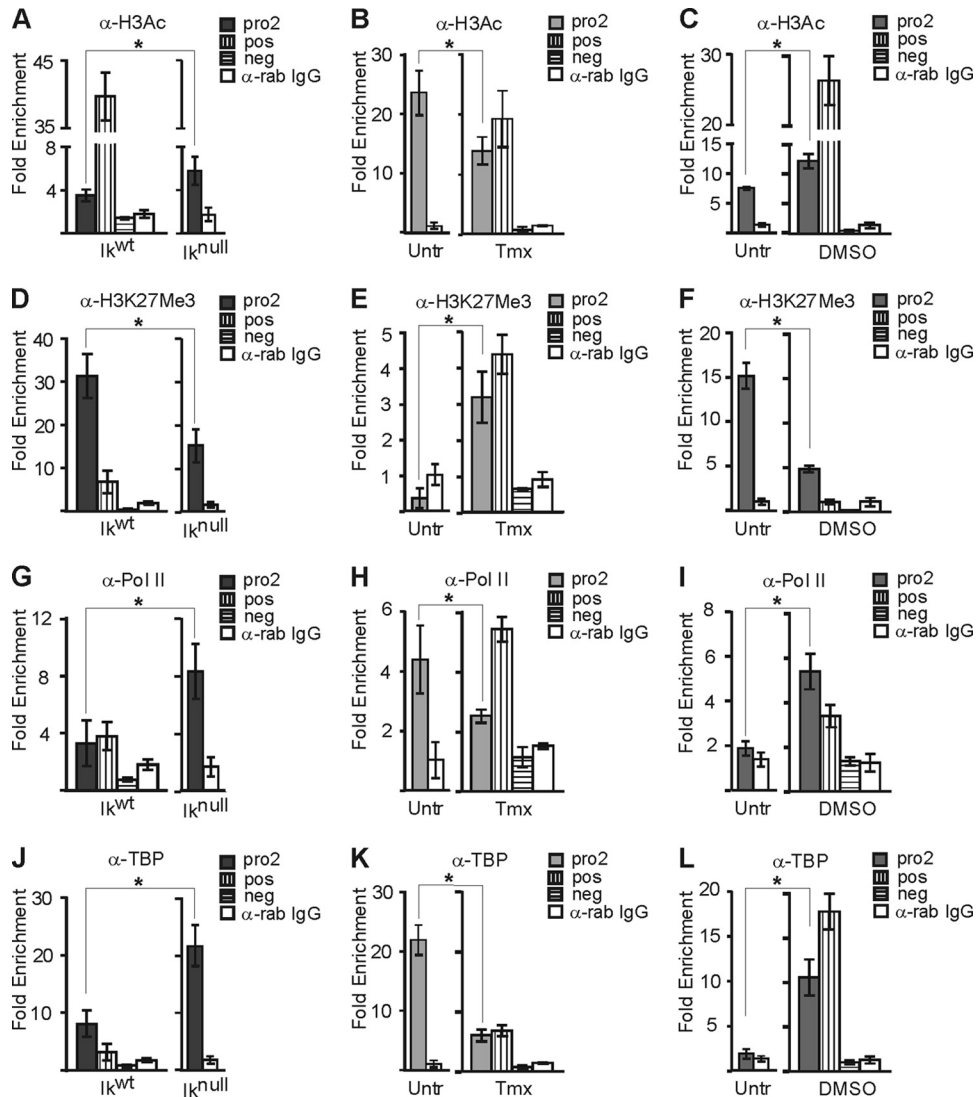 A α-H3Ac
pro2
pos
neg
α-rab IgG
*
Fold Enrichment
45
35
8
4
Ikwt Iknull
B α-H3Ac
pro2
pos
neg
α-rab IgG
*
Fold Enrichment
30
20
10
Untr Tmx
C α-H3Ac
pro2
pos
neg
α-rab IgG
*
Fold Enrichment
30
20
15
10
5
Untr DMSO
D α-H3K27Me3
pro2
pos
neg
α-rab IgG
*
Fold Enrichment
40
30
20
10
Ikwt Iknull
E α-H3K27Me3
pro2
pos
neg
α-rab IgG
*
Fold Enrichment
5
4
3
2
1
Untr Tmx
F α-H3K27Me3
pro2
pos
neg
α-rab IgG
*
Fold Enrichment
20
15
10
5
Untr DMSO
G α-Pol II
pro2
pos
neg
α-rab IgG
*
Fold Enrichment
12
8
4
Ikwt Iknull
H α-Pol II
pro2
pos
neg
α-rab IgG
*
Fold Enrichment
6
4
2
Untr Tmx
I α-Pol II
pro2
pos
neg
α-rab IgG
*
Fold Enrichment
8
6
4
2
Untr DMSO
J α-TBP
pro2
pos
neg
α-rab IgG
*
Fold Enrichment
30
20
10
Ikwt Iknull
K α-TBP
pro2
pos
neg
α-rab IgG
*
Fold Enrichment
30
20
10
Untr Tmx
L α-TBP
pro2
pos
neg
α-rab IgG
*
Fold Enrichment
20
15
10
5
Untr DMSO